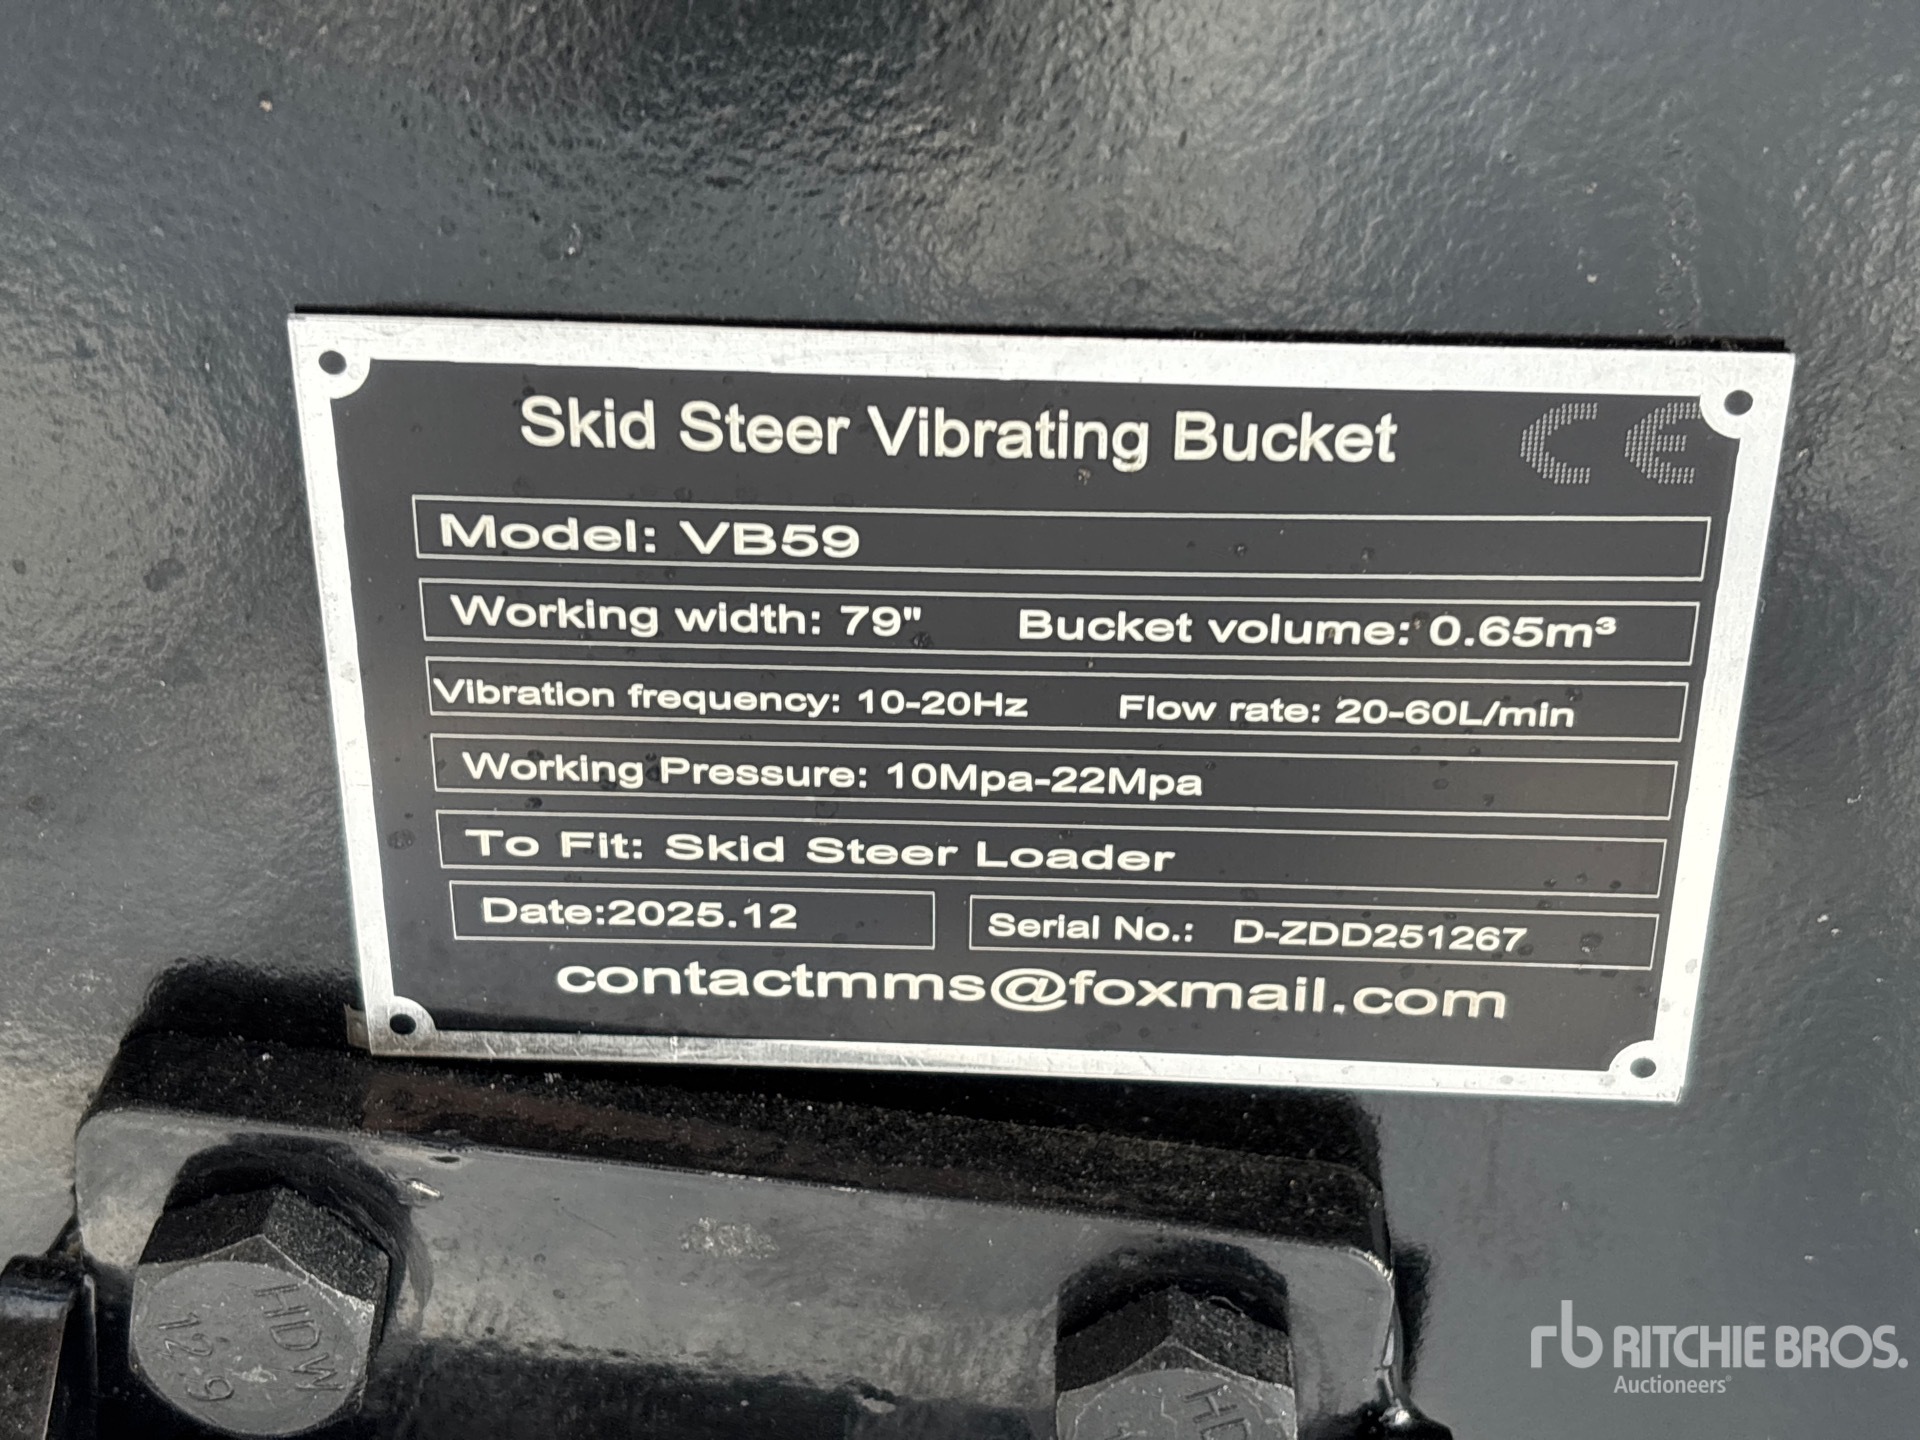 Skid Steer Vibrating Bucket CE
Model: VB59
Working width: 79" Bucket volume: 0.65m³
Vibration frequency: 10-20Hz Flow rate: 20-60L/min
Working Pressure: 10Mpa-22Mpa
To Fit: Skid Steer Loader
Date:2025.12 Serial No.: D-ZDD251267
contactmms@foxmail.com
HDW
12.9
rb RITCHIE BROS.
Auctioneers